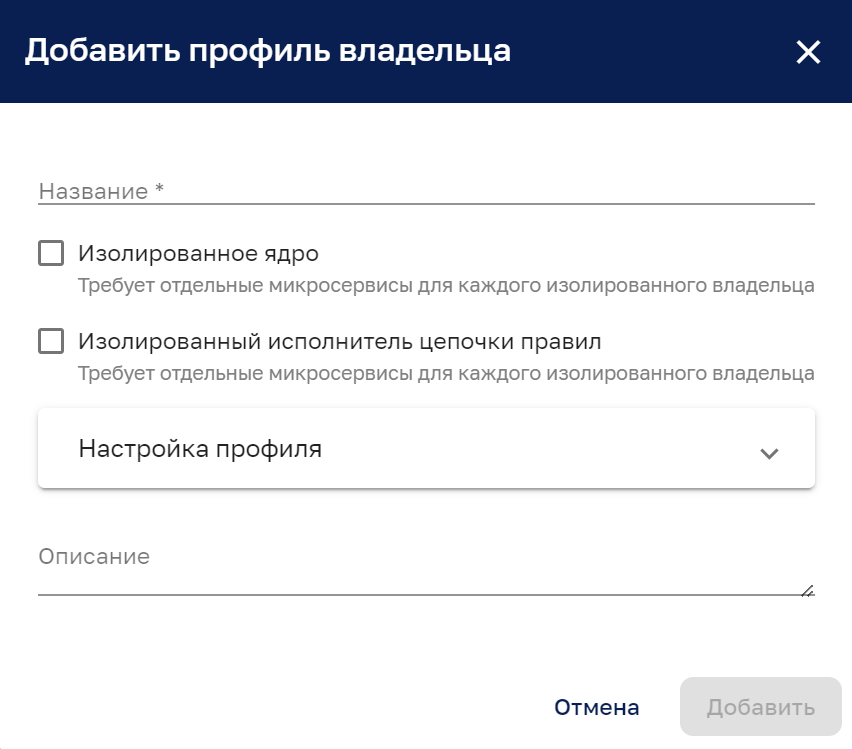 Добавить профиль владельца
Название *
Изолированное ядро
Требует отдельные микросервисы для каждого изолированного владельца
Изолированный исполнитель цепочки правил
Требует отдельные микросервисы для каждого изолированного владельца
Настройка профиля
Описание
Отмена
Добавить